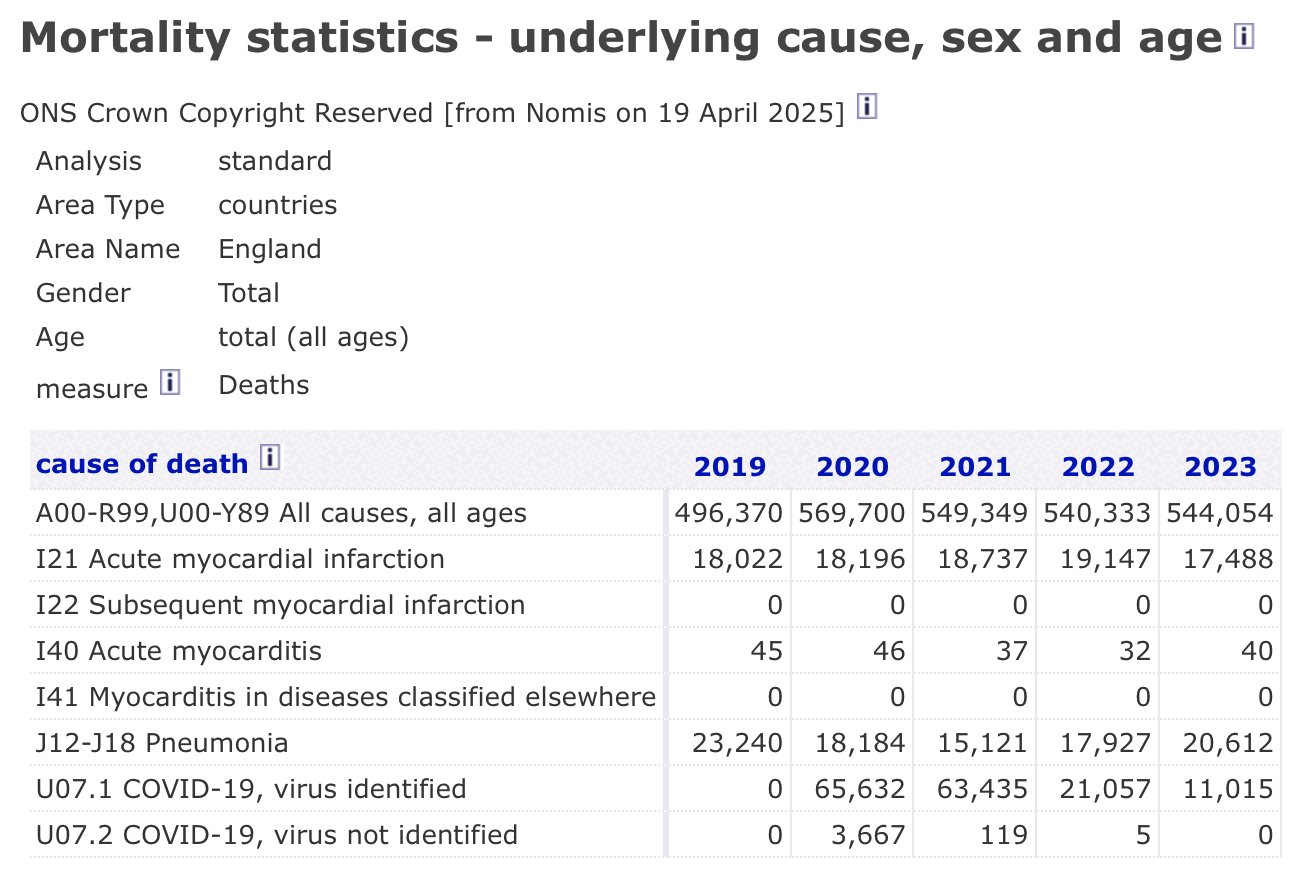 Mortality statistics - underlying cause, sex and age i
ONS Crown Copyright Reserved [from Nomis on 19 April 2025] i
Analysis standard
Area Type countries
Area Name England
Gender Total
Age total (all ages)
measure i Deaths
cause of death i 2019 2020 2021 2022 2023
A00-R99,U00-Y89 All causes, all ages 496,370 569,700 549,349 540,333 544,054
I21 Acute myocardial infarction 18,022 18,196 18,737 19,147 17,488
I22 Subsequent myocardial infarction 0 0 0 0 0
I40 Acute myocarditis 45 46 37 32 40
I41 Myocarditis in diseases classified elsewhere 0 0 0 0 0
J12-J18 Pneumonia 23,240 18,184 15,121 17,927 20,612
U07.1 COVID-19, virus identified 0 65,632 63,435 21,057 11,015
U07.2 COVID-19, virus not identified 0 3,667 119 5 0